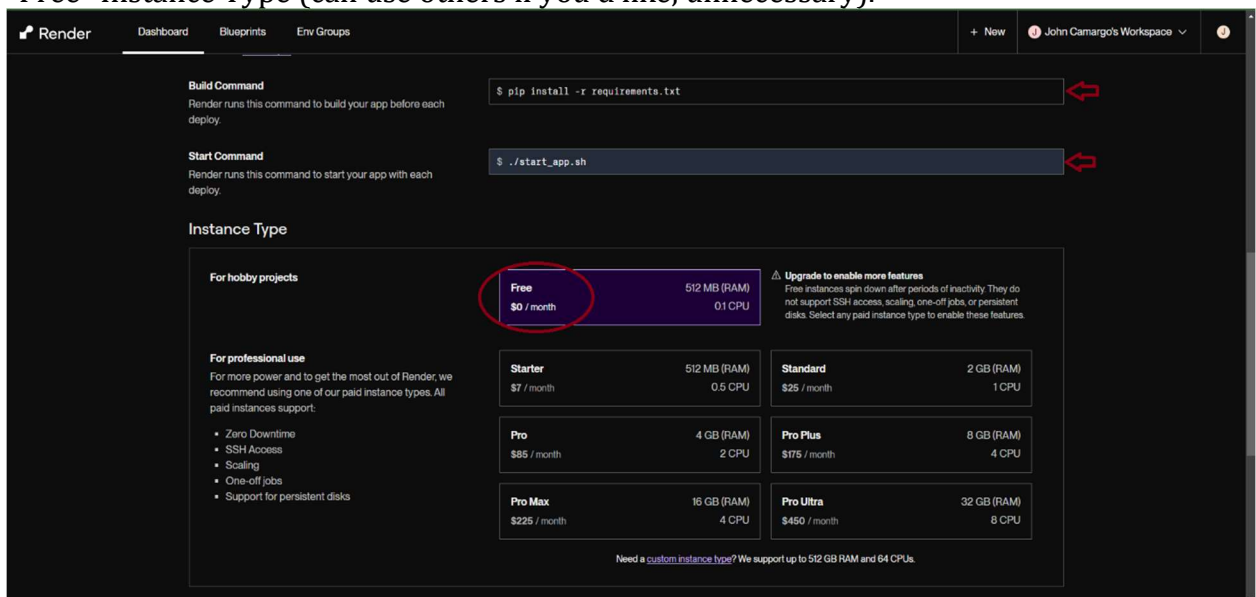 "Free" Instance Type (can use others if you'd like, unnecessary).
Render Dashboard Blueprints Env Groups + New J John Camargo's Workspace J
Build Command
Render runs this command to build your app before each
deploy.
$ pip install -r requirements.txt
Start Command
Render runs this command to start your app with each
deploy.
$ ./start_app.sh
Instance Type
For hobby projects
Free 512 MB (RAM)
$0 / month 0.1 CPU
Upgrade to enable more features
Free instances spin down after periods of inactivity. They do
not support SSH access, scaling, one-off jobs, or persistent
disks. Select any paid instance type to enable these features.
For professional use
For more power and to get the most out of Render, we
recommend using one of our paid instance types. All
paid instances support:
Zero Downtime
SSH Access
Scaling
One-off jobs
Support for persistent disks
Starter 512 MB (RAM)
$7 / month 0.5 CPU
Standard 2 GB (RAM)
$25 / month 1 CPU
Pro 4 GB (RAM)
$85 / month 2 CPU
Pro Plus 8 GB (RAM)
$175 / month 4 CPU
Pro Max 16 GB (RAM)
$225 / month 4 CPU
Pro Ultra 32 GB (RAM)
$450 / month 8 CPU
Need a custom instance type? We support up to 512 GB RAM and 64 CPUs.